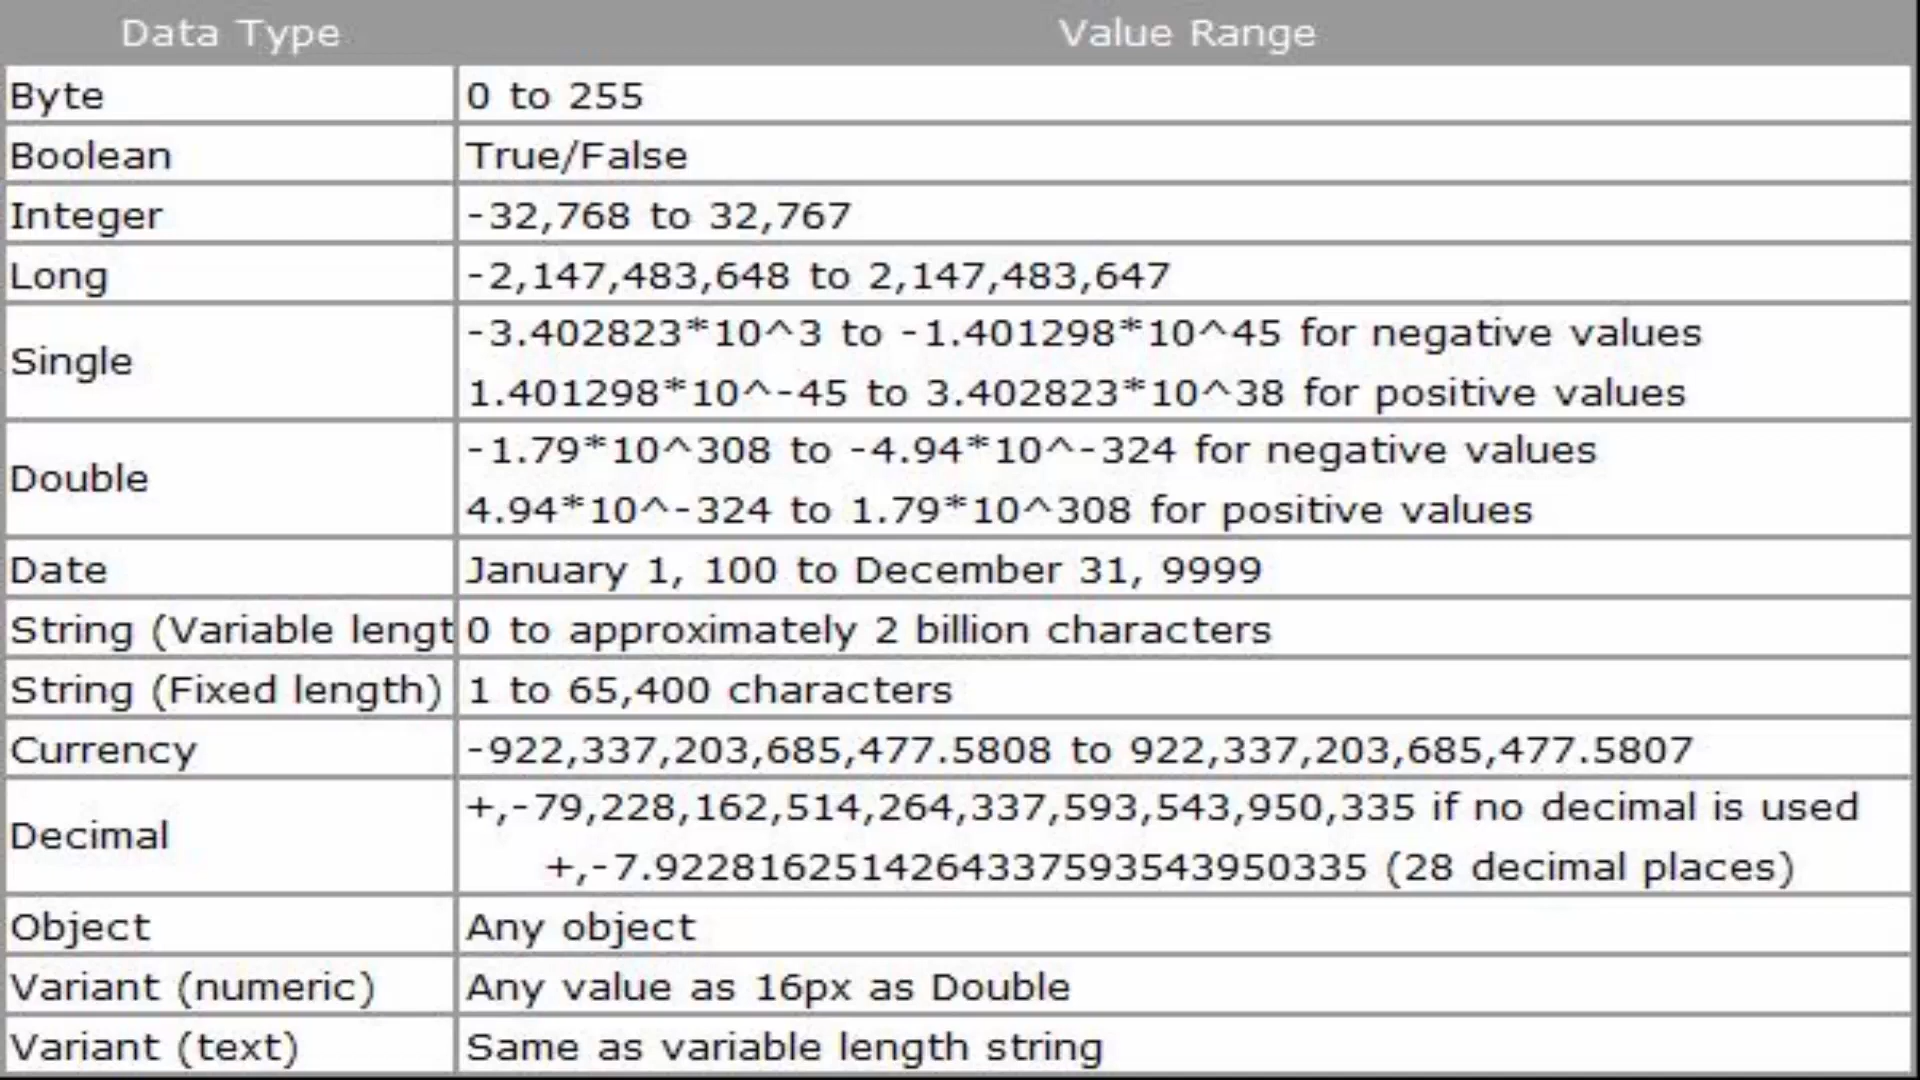 Data Type Value Range
Byte 0 to 255
Boolean True/False
Integer -32,768 to 32,767
Long -2,147,483,648 to 2,147,483,647
Single -3.402823*10^3 to -1.401298*10^45 for negative values
1.401298*10^-45 to 3.402823*10^38 for positive values
Double -1.79*10^308 to -4.94*10^-324 for negative values
4.94*10^-324 to 1.79*10^308 for positive values
Date January 1, 100 to December 31, 9999
String (Variable lengt 0 to approximately 2 billion characters
String (Fixed length) 1 to 65,400 characters
Currency -922,337,203,685,477.5808 to 922,337,203,685,477.5807
Decimal +,-79,228,162,514,264,337,593,543,950,335 if no decimal is used
+,-7.9228162514264337593543950335 (28 decimal places)
Object Any object
Variant (numeric) Any value as 16px as Double
Variant (text) Same as variable length string